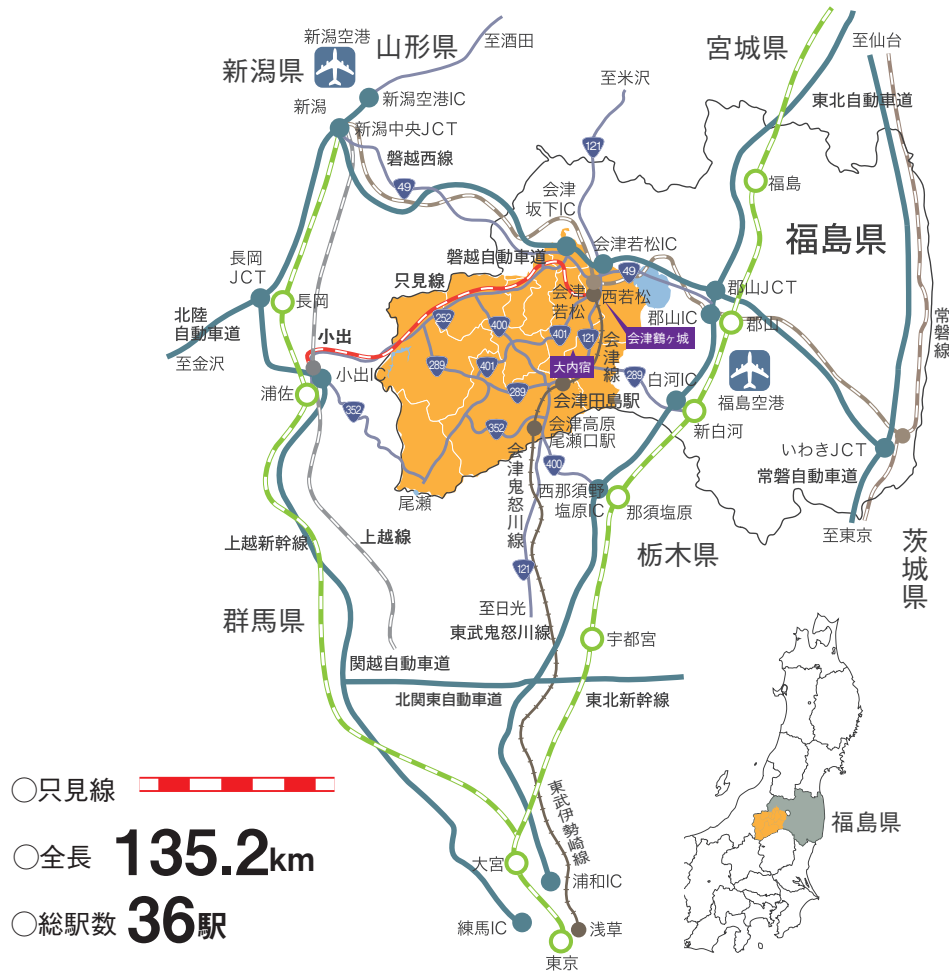 新潟空港
山形県
至酒田
宮城県
至仙台
新潟県
新潟空港IC
至米沢
東北自動車道
新潟
新潟中央JCT
121
磐越西線
49
会津
坂下IC
福島
福島県
長岡
JCT
磐越自動車道
会津若松IC
只見線
49
郡山JCT
長岡
会津
若松
西若松
郡山IC
郡山
常磐線
北陸
自動車道
252
400
401
121
会津鶴ヶ城
小出
会津線
至金沢
小出IC
289
401
大内宿
289
白河IC
福島空港
浦佐
352
289
会津田島駅
新白河
352
会津高原
尾瀬口駅
いわきJCT
400
常磐自動車道
尾瀬
会津鬼怒川線
西那須野
塩原IC
那須塩原
至東京
上越新幹線
上越線
栃木県
茨城県
121
至日光
群馬県
東武鬼怒川線
宇都宮
関越自動車道
北関東自動車道
東北新幹線
○只見線
東武伊勢崎線
福島県
○全長 135.2km
大宮
浦和IC
○総駅数 36駅
練馬IC
浅草
東京